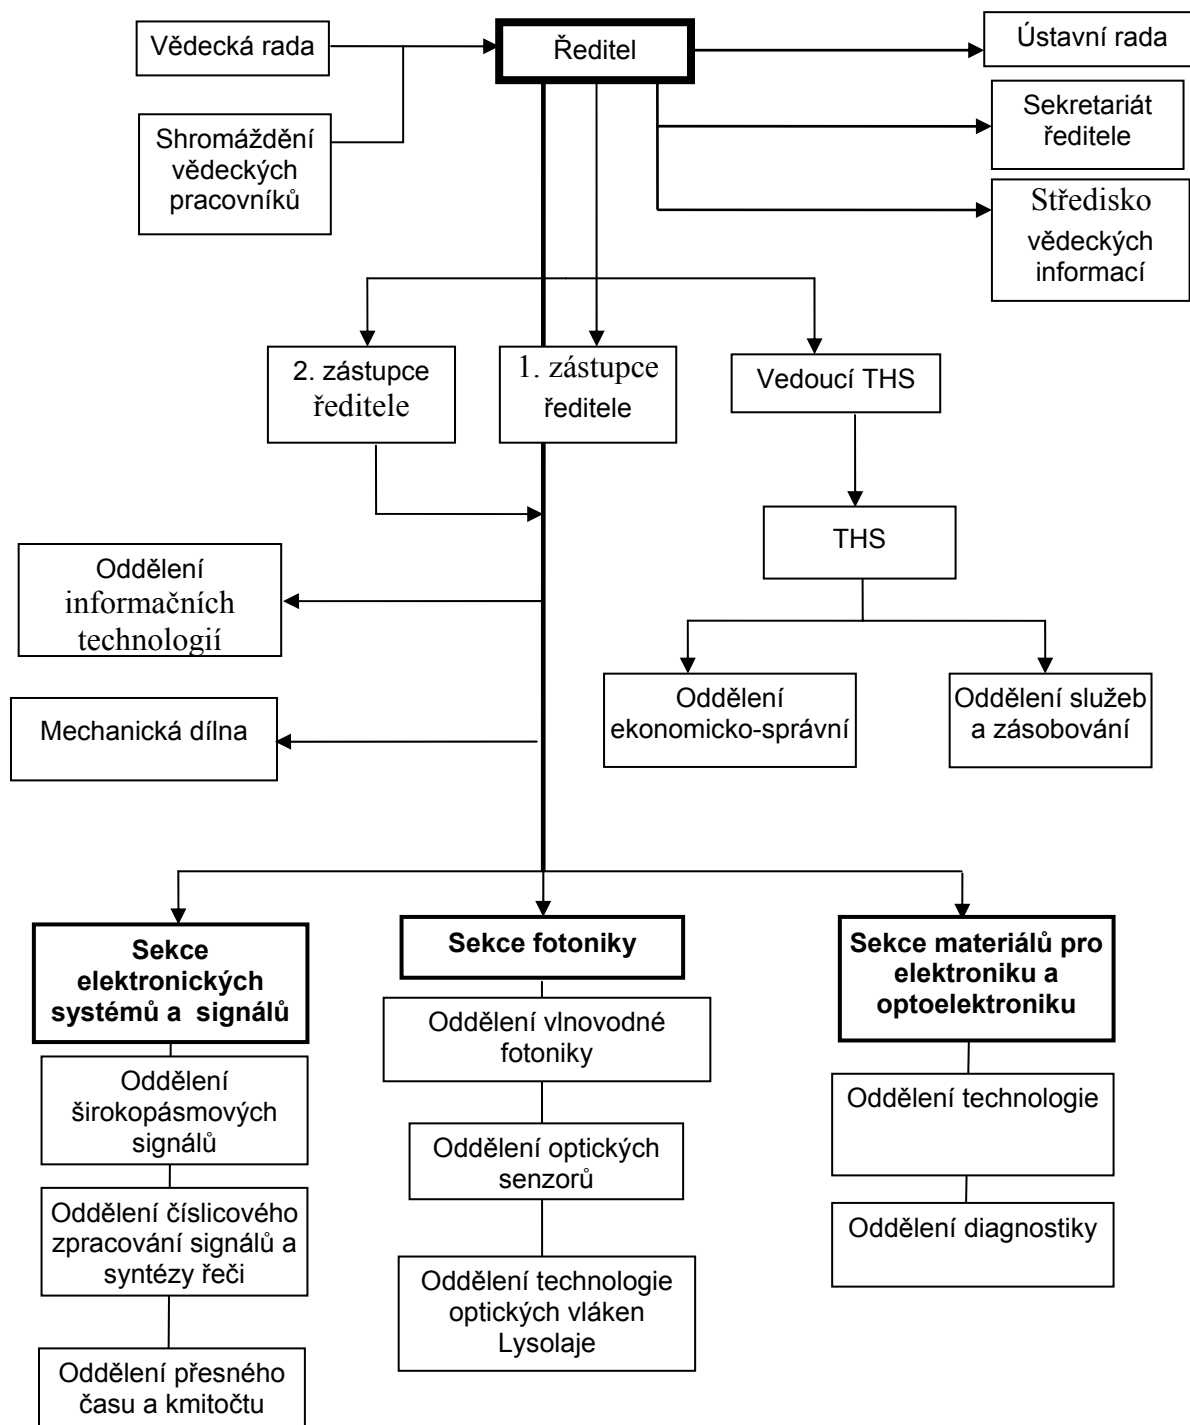 Vědecká rada
Ředitel
Ústavní rada
Shromáždění
vědeckých
pracovníků
Sekretariát
ředitele
Středisko
vědeckých
informací
2. zástupce
ředitele
1. zástupce
ředitele
Vedoucí THS
THS
Oddělení
informačních
technologií
Oddělení
ekonomicko-správní
Oddělení služeb
a zásobování
Mechanická dílna
Sekce
elektronických
systémů a  signálů
Sekce fotoniky
Sekce materiálů pro
elektroniku a
optoelektroniku
Oddělení
širokopásmových
signálů
Oddělení číslicového
zpracování signálů a
syntézy řeči
Oddělení přesného
času a kmitočtu
Oddělení vlnovodné
fotoniky
Oddělení optických
senzorů
Oddělení technologie
optických vláken
Lysolaje
Oddělení technologie
Oddělení diagnostiky